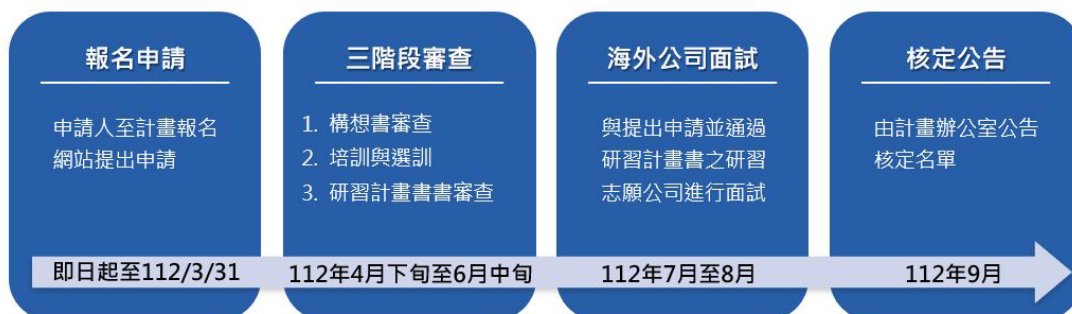 報名申請
申請人至計畫報名
網站提出申請
即日起至112/3/31
三階段審查
1. 構想書審查
2. 培訓與選訓
3. 研習計畫書書審查
112年4月下旬至6月中旬
海外公司面試
與提出申請並通過
研習計畫書之研習
志願公司進行面試
112年7月至8月
核定公告
由計畫辦公室公告
核定名單
112年9月